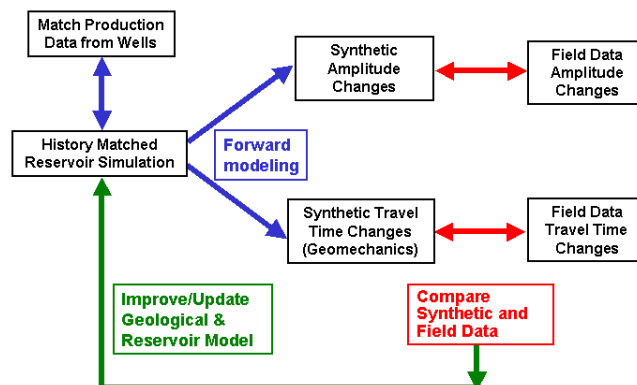 Match Production
Data from Wells
Synthetic
Amplitude
Changes
Field Data
Amplitude
Changes
History Matched
Reservoir Simulation
Forward
modeling
Synthetic Travel
Time Changes
(Geomechanics)
Field Data
Travel Time
Changes
Improve/Update
Geological &
Reservoir Model
Compare
Synthetic and
Field Data